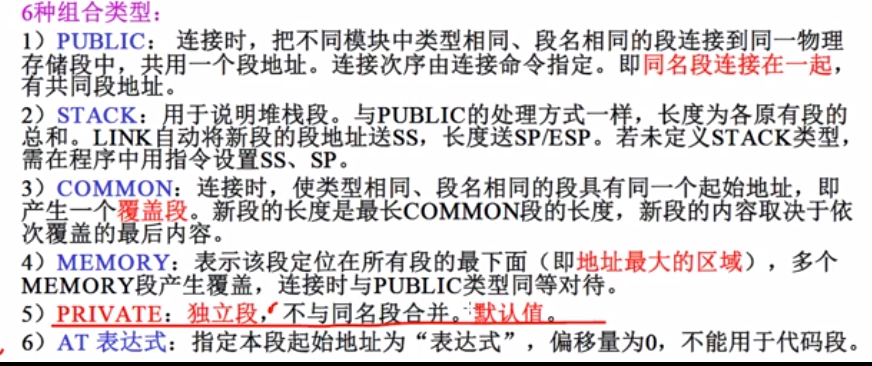 6种组合类型：
1）PUBLIC： 连接时，把不同模块中类型相同、段名相同的段连接到同一物理
存储段中，共用一个段地址。连接次序由连接命令指定。即同名段连接在一起，
有共同段地址。
2）STACK：用于说明堆栈段。与PUBLIC的处理方式一样，长度为各原有段的
总和。LINK自动将新段的段地址送SS，长度送SP/ESP。若未定义STACK类型，
需在程序中用指令设置SS、SP。
3）COMMON：连接时，使类型相同、段名相同的段具有同一个起始地址，即
产生一个覆盖段。新段的长度是最长COMMON段的长度，新段的内容取决于依
次覆盖的最后内容。
4）MEMORY：表示该段定位在所有段的最下面（即地址最大的区域），多个
MEMORY段产生覆盖，连接时与PUBLIC类型同等对待。
5）PRIVATE：独立段，不与同名段合并。默认值。
6）AT 表达式：指定本段起始地址为“表达式”，偏移量为0，不能用于代码段。